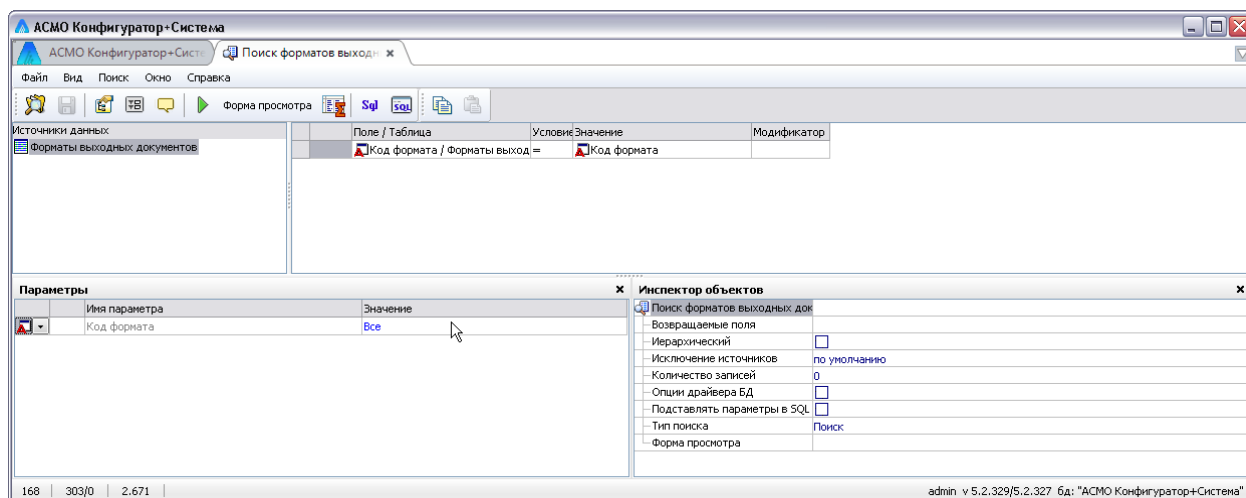 АСМО Конфигуратор+Система
АСМО Конфигуратор+Систе
Поиск форматов выходн
Файл Вид Поиск Окно Справка
Форма просмотра Sql SQL
Источники данных
Форматы выходных документов
Поле / Таблица Условие Значение Модификатор
Код формата / Форматы выход = Код формата
Параметры
Имя параметра Значение
Код формата Все
Инспектор объектов
Поиск форматов выходных док
Возвращаемые поля
Иерархический
Исключение источников по умолчанию
Количество записей 0
Опции драйвера БД
Подставлять параметры в SQL
Тип поиска Поиск
Форма просмотра
168 303/0 2.671 admin v 5.2.329/5.2.327 бд: "АСМО Конфигуратор+Система"